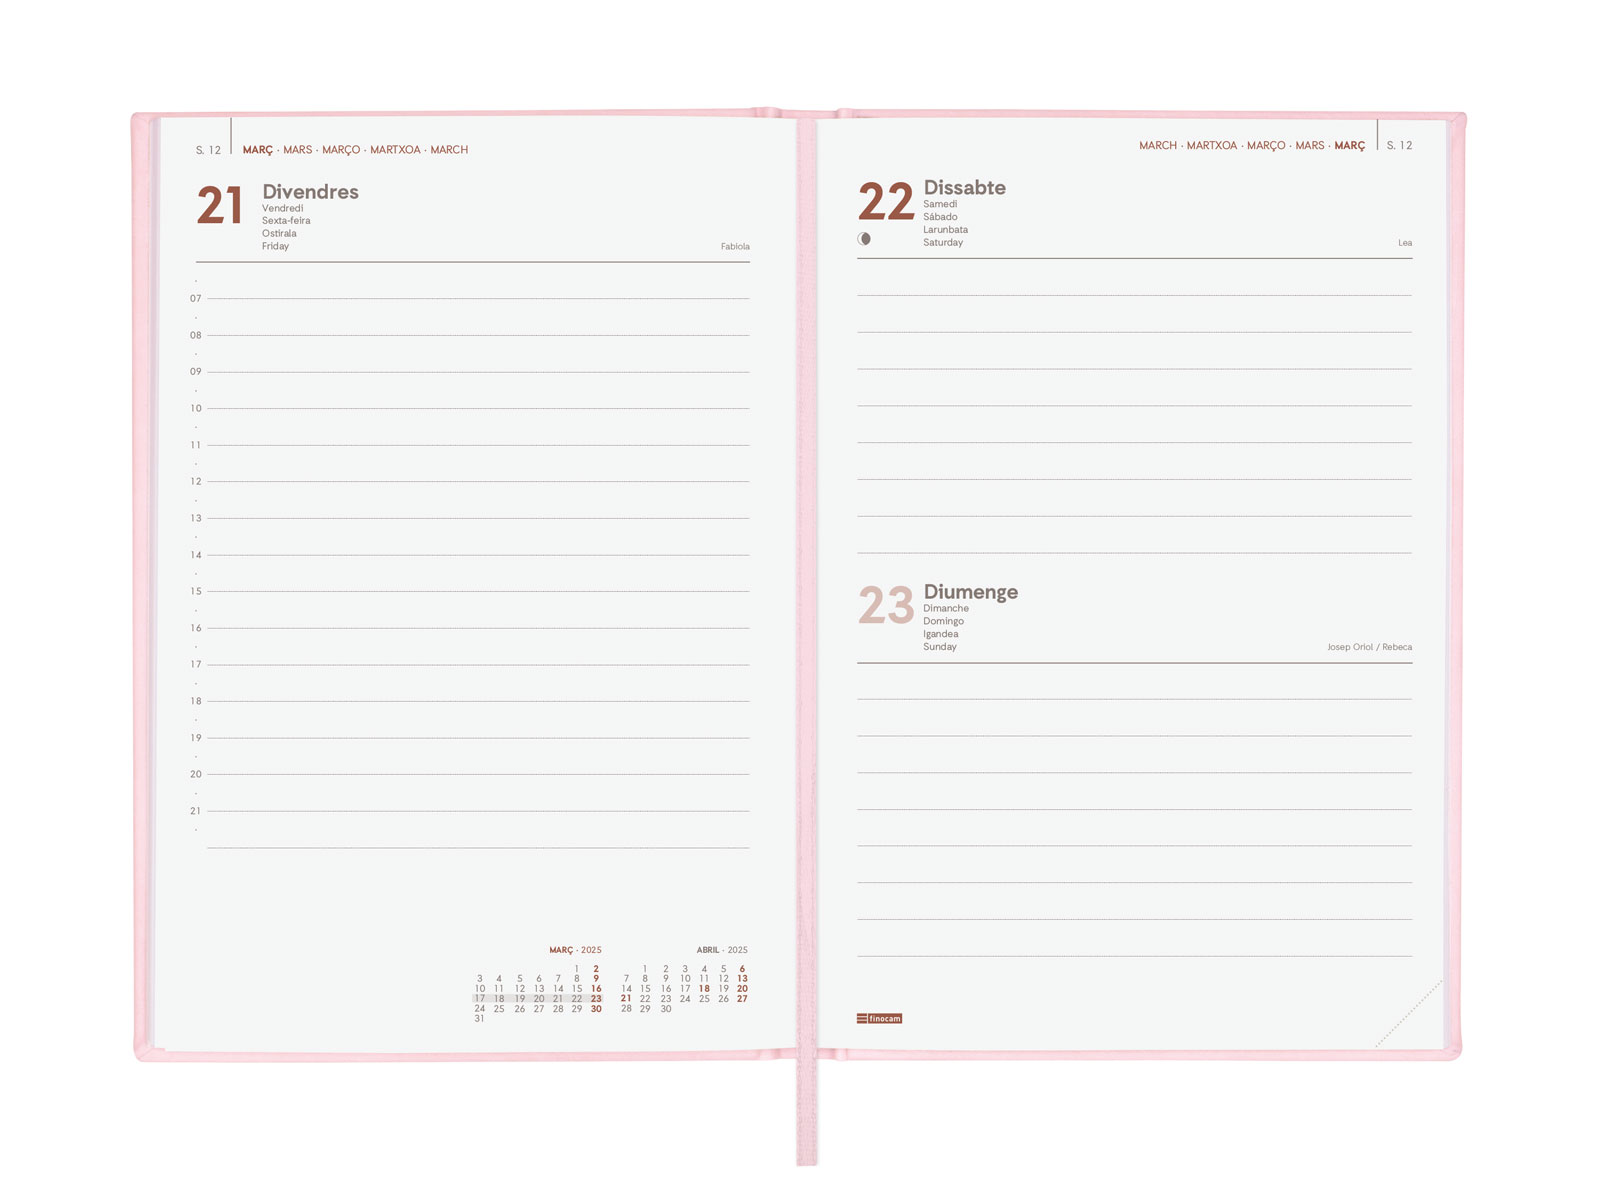 S. 12
MARÇ · MARS · MARÇO · MARTXOA · MARCH
21 Divendres
Vendredi
Sexta-feira
Ostirala
Friday
Fabiola
07
08
09
10
11
12
13
14
15
16
17
18
19
20
21
MARÇ · 2025
1 2
3 4 5 6 7 8 9
10 11 12 13 14 15 16
17 18 19 20 21 22 23
24 25 26 27 28 29 30
31
ABRIL · 2025
1 2 3 4 5 6
7 8 9 10 11 12 13
14 15 16 17 18 19 20
21 22 23 24 25 26 27
28 29 30
MARCH · MARTXOA · MARÇO · MARS · MARÇ
S. 12
22 Dissabte
Samedi
Sábado
Larunbata
Saturday
Lea
23 Diumenge
Dimanche
Domingo
Igandea
Sunday
Josep Oriol / Rebeca
finocam